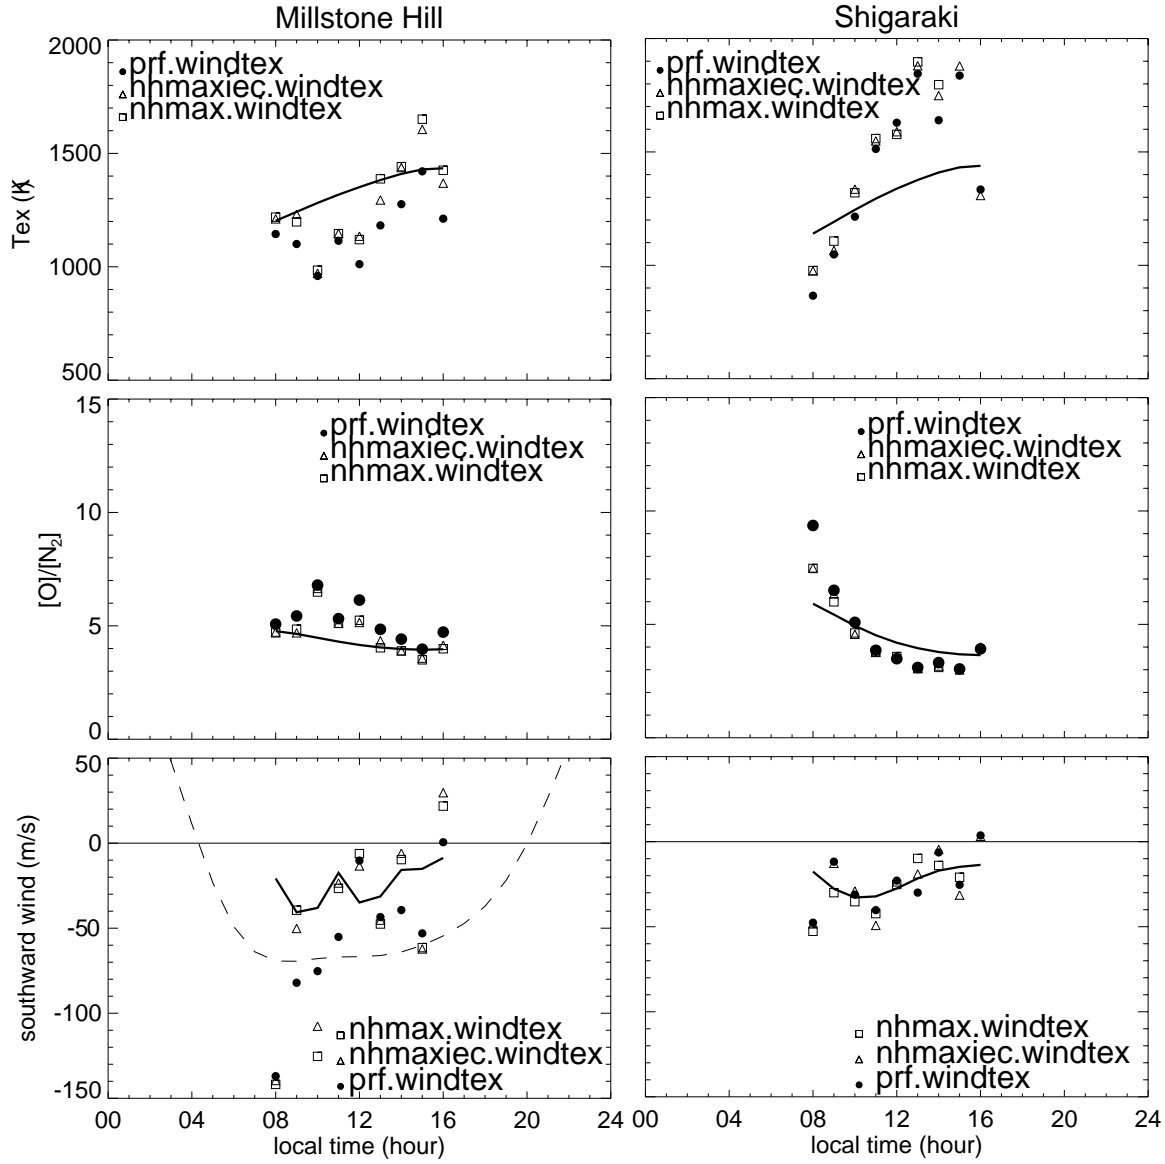 Millstone Hill
Shigaraki
2000
1500
1000
500
Tex (K)
prf.windtex
nhmaxiec.windtex
nhmax.windtex
prf.windtex
nhmaxiec.windtex
nhmax.windtex
15
10
5
0
[O]/[N2]
prf.windtex
nhmaxiec.windtex
nhmax.windtex
prf.windtex
nhmaxiec.windtex
nhmax.windtex
50
0
-50
-100
-150
southward wind (m/s)
nhmax.windtex
nhmaxiec.windtex
prf.windtex
nhmax.windtex
nhmaxiec.windtex
prf.windtex
00 04 08 12 16 20 24
local time (hour)
00 04 08 12 16 20 24
local time (hour)